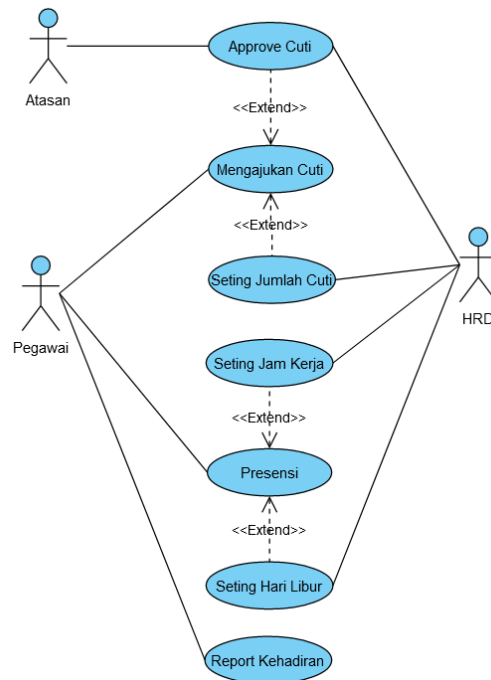 Approve Cuti
Atasan
<<Extend>>
Mengajukan Cuti
<<Extend>>
Seting Jumlah Cuti
HRD
Pegawai
Seting Jam Kerja
<<Extend>>
Presensi
<<Extend>>
Seting Hari Libur
Report Kehadiran